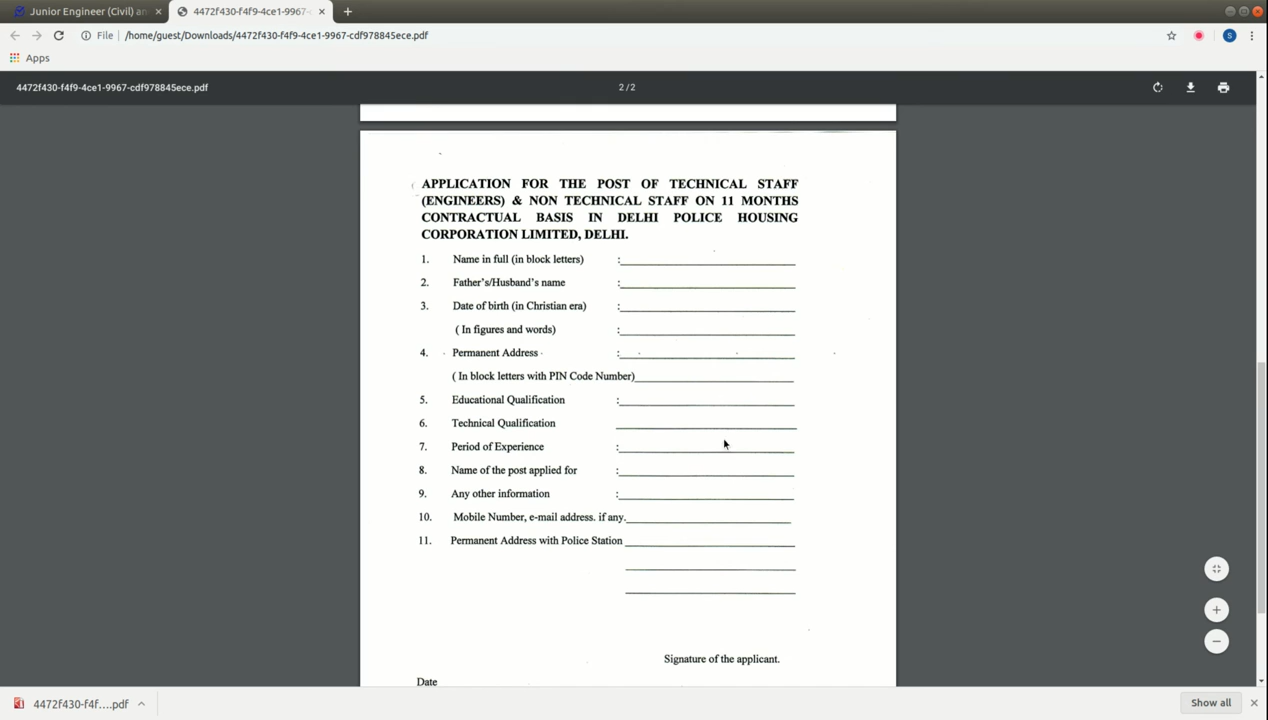 Junior Engineer (Civil) an
4472f430-f4f9-4ce1-9967-
File /home/guest/Downloads/4472f430-f4f9-4ce1-9967-cdf978845ece.pdf
S
Apps
4472f430-f4f9-4ce1-9967-cdf978845ece.pdf
2 / 2
APPLICATION FOR THE POST OF TECHNICAL STAFF
(ENGINEERS) & NON TECHNICAL STAFF ON 11 MONTHS
CONTRACTUAL BASIS IN DELHI POLICE HOUSING
CORPORATION LIMITED, DELHI.
1. Name in full (in block letters) :
2. Father's/Husband's name :
3. Date of birth (in Christian era) :
( In figures and words) :
4. Permanent Address :
( In block letters with PIN Code Number)
5. Educational Qualification :
6. Technical Qualification
7. Period of Experience :
8. Name of the post applied for :
9. Any other information :
10. Mobile Number, e-mail address. if any.
11. Permanent Address with Police Station
Signature of the applicant.
Date
4472f430-f4f....pdf
Show all